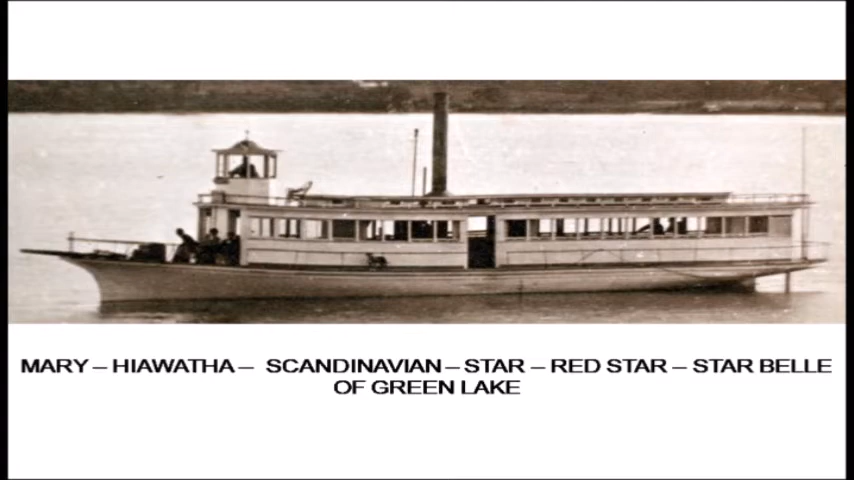 MARY – HIAWATHA – SCANDINAVIAN – STAR – RED STAR – STAR BELLE
OF GREEN LAKE